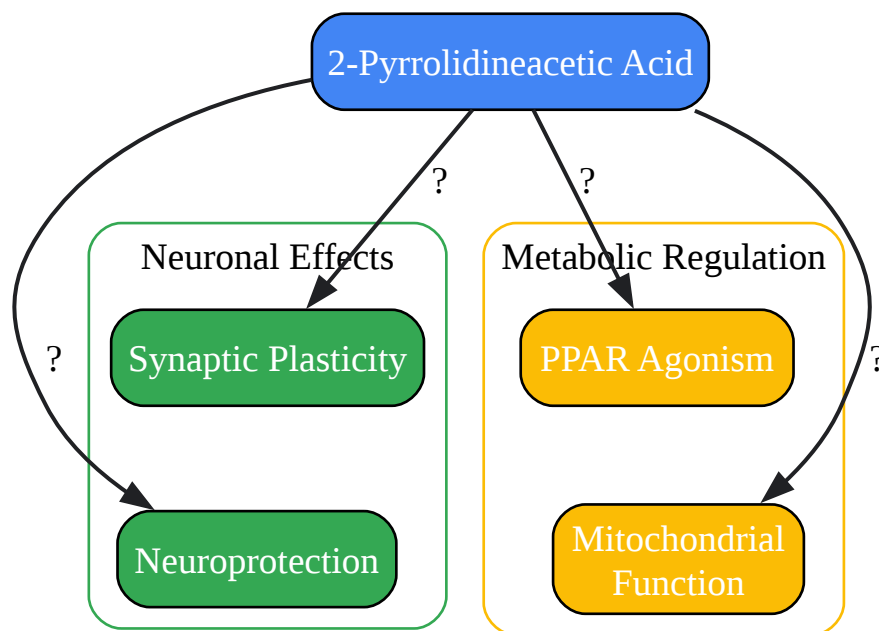 2-Pyrrolidineacetic Acid
?
?
Neuronal Effects
Metabolic Regulation
?
Synaptic Plasticity
PPAR Agonism
?
Neuroprotection
Mitochondrial
Function